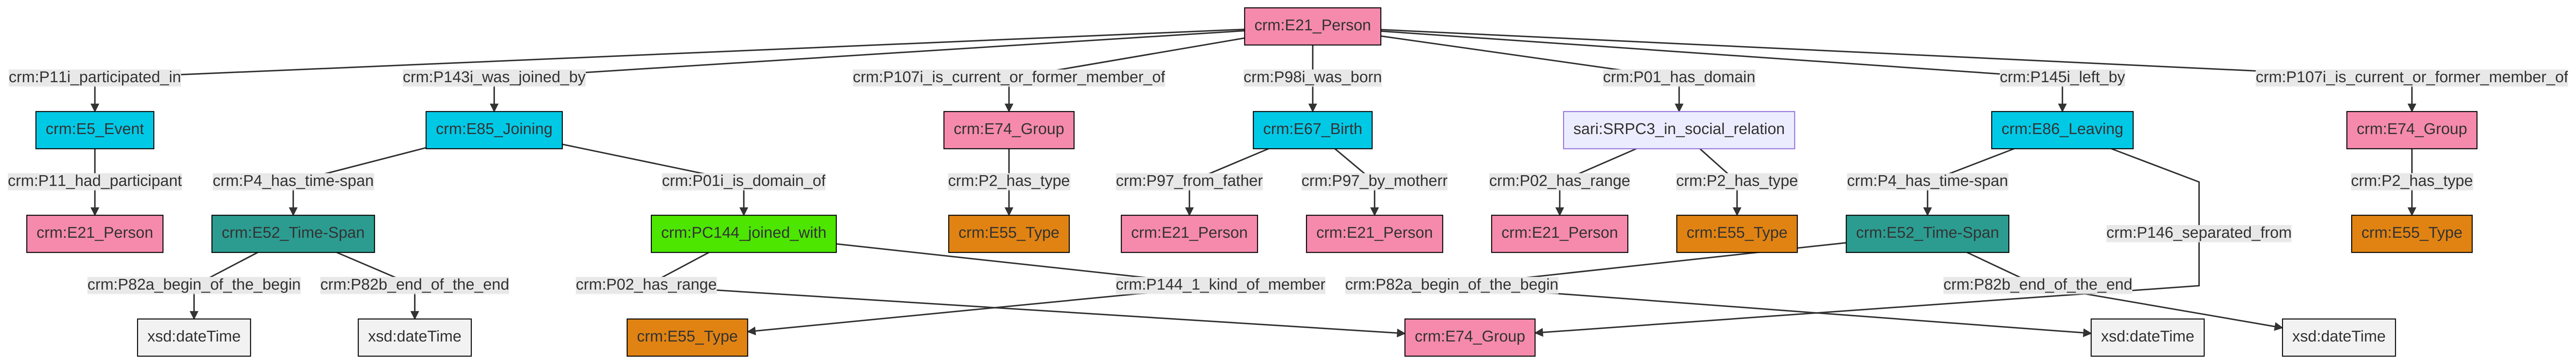 crm:E21_Person
crm:P11i_participated_in
crm:P143i_was_joined_by
crm:P107i_is_current_or_former_member_of
crm:P98i_was_born
crm:P01_has_domain
crm:P145i_left_by
crm:P107i_is_current_or_former_member_of
crm:E5_Event
crm:E85_Joining
crm:E74_Group
crm:E67_Birth
sari:SRPC3_in_social_relation
crm:E86_Leaving
crm:E74_Group
crm:P11_had_participant
crm:P4_has_time-span
crm:P01i_is_domain_of
crm:P2_has_type
crm:P97_from_father
crm:P97_by_motherr
crm:P02_has_range
crm:P2_has_type
crm:P4_has_time-span
crm:P2_has_type
crm:E21_Person
crm:E52_Time-Span
crm:PC144_joined_with
crm:E55_Type
crm:E21_Person
crm:E21_Person
crm:E21_Person
crm:E55_Type
crm:E52_Time-Span
crm:P146_separated_from
crm:E55_Type
crm:P82a_begin_of_the_begin
crm:P82b_end_of_the_end
crm:P02_has_range
crm:P144_1_kind_of_member
crm:P82a_begin_of_the_begin
crm:P82b_end_of_the_end
xsd:dateTime
xsd:dateTime
crm:E55_Type
crm:E74_Group
xsd:dateTime
xsd:dateTime